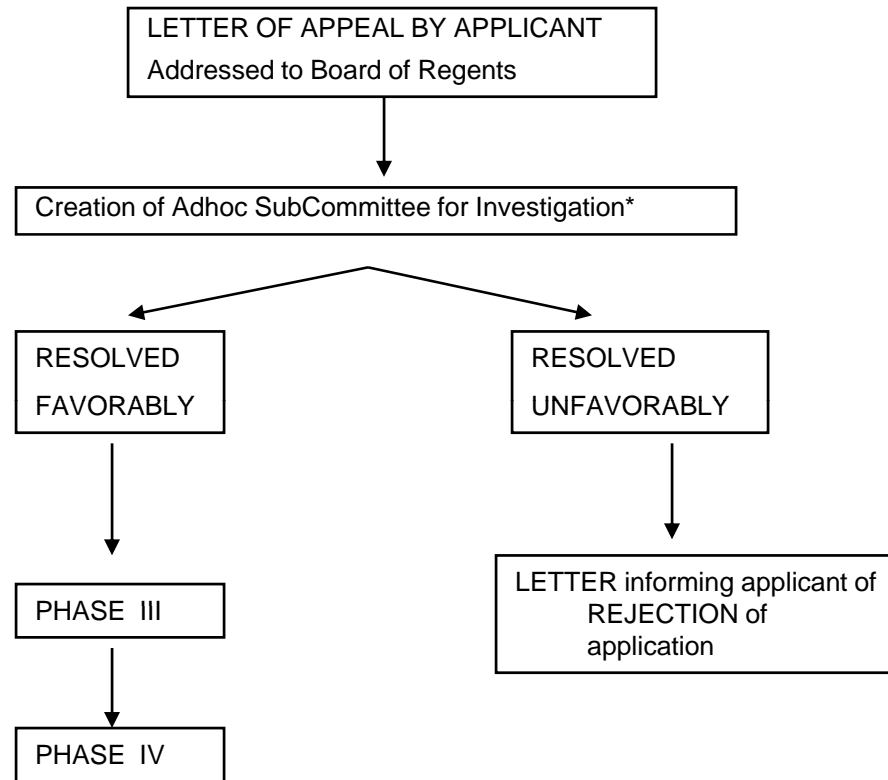 LETTER OF APPEAL BY APPLICANT
Addressed to Board of Regents
Creation of Adhoc SubCommittee for Investigation*
RESOLVED
FAVORABLY
RESOLVED
UNFAVORABLY
PHASE III
LETTER informing applicant of
REJECTION of
application
PHASE IV